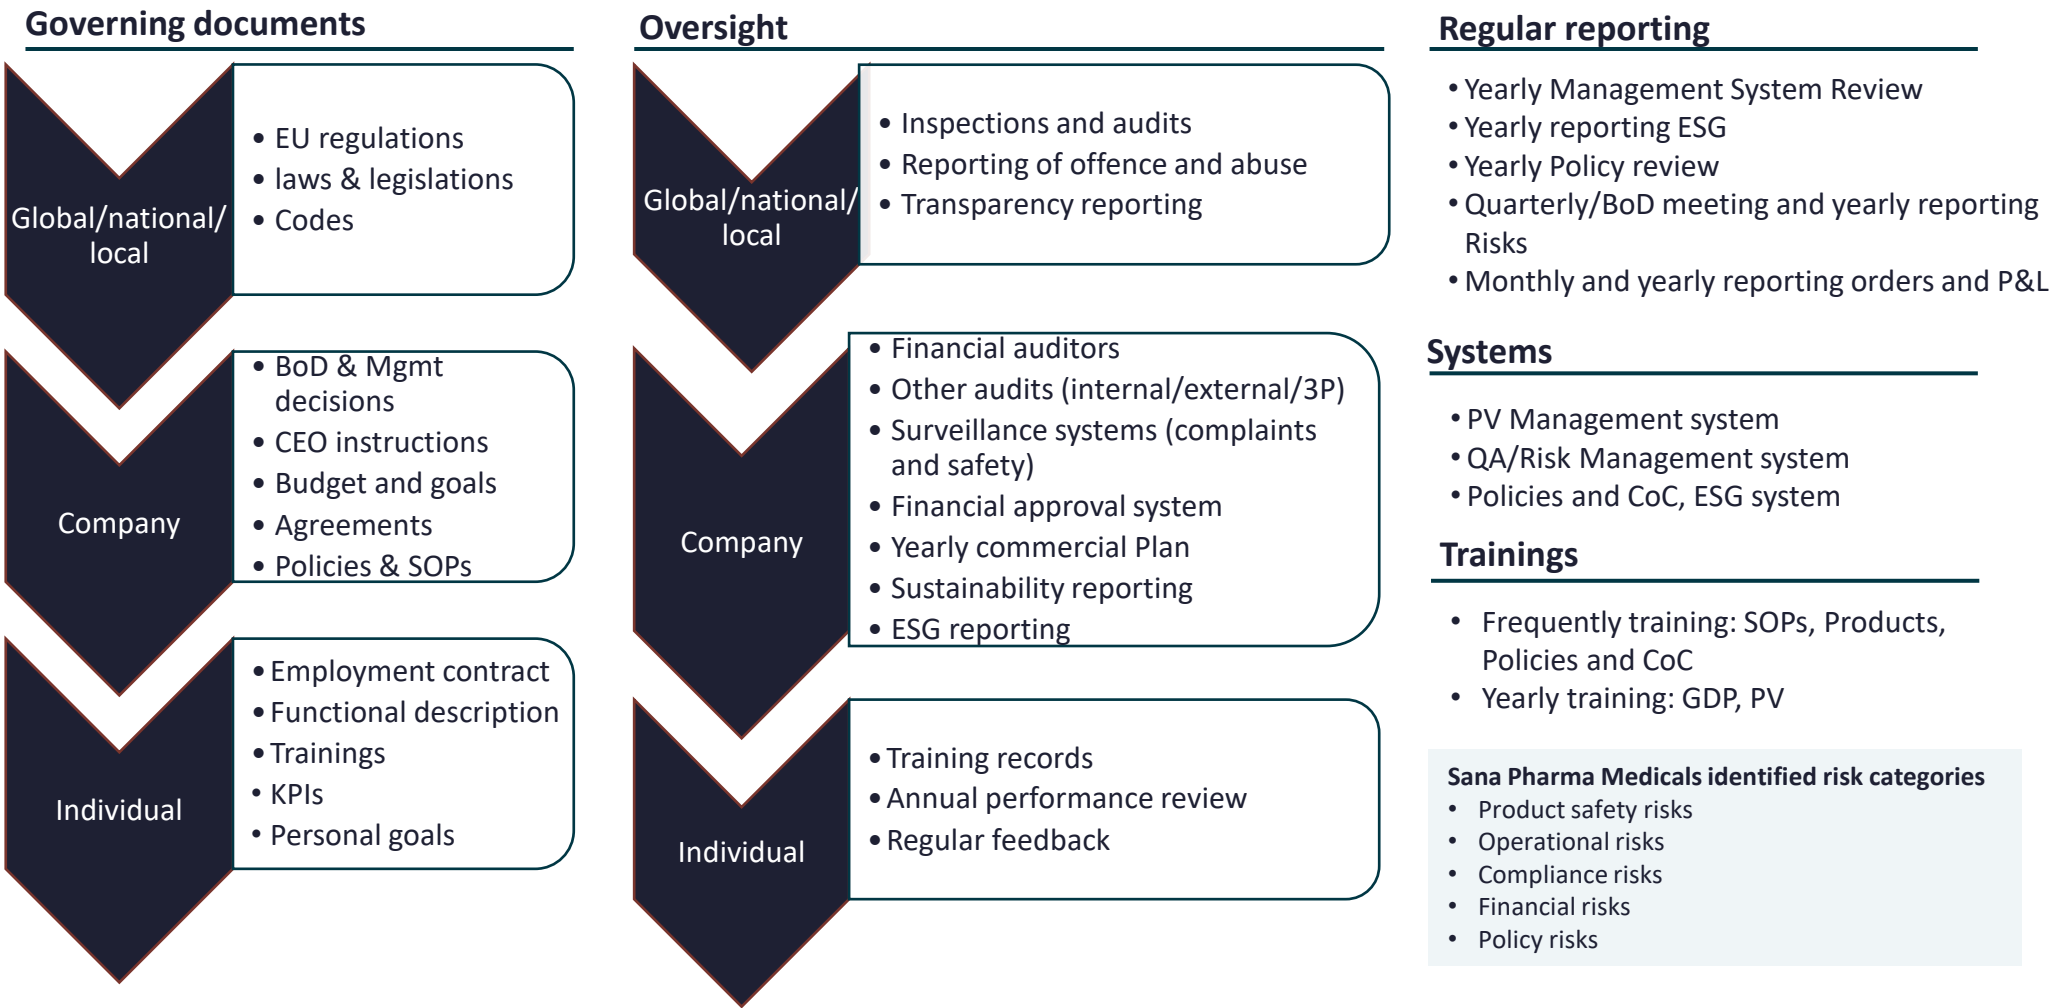 Governing documents
Global/national/
local
• EU regulations
• laws & legislations
• Codes
Company
• BoD & Mgmt
decisions
• CEO instructions
• Budget and goals
• Agreements
• Policies & SOPs
Individual
• Employment contract
• Functional description
• Trainings
• KPIs
• Personal goals
Oversight
Global/national/
local
• Inspections and audits
• Reporting of offence and abuse
• Transparency reporting
Company
• Financial auditors
• Other audits (internal/external/3P)
• Surveillance systems (complaints
and safety)
• Financial approval system
• Yearly commercial Plan
• Sustainability reporting
• ESG reporting
Individual
• Training records
• Annual performance review
• Regular feedback
Regular reporting
• Yearly Management System Review
• Yearly reporting ESG
• Yearly Policy review
• Quarterly/BoD meeting and yearly reporting
Risks
• Monthly and yearly reporting orders and P&L
Systems
• PV Management system
• QA/Risk Management system
• Policies and CoC, ESG system
Trainings
• Frequently training: SOPs, Products,
Policies and CoC
• Yearly training: GDP, PV
Sana Pharma Medicals identified risk categories
• Product safety risks
• Operational risks
• Compliance risks
• Financial risks
• Policy risks